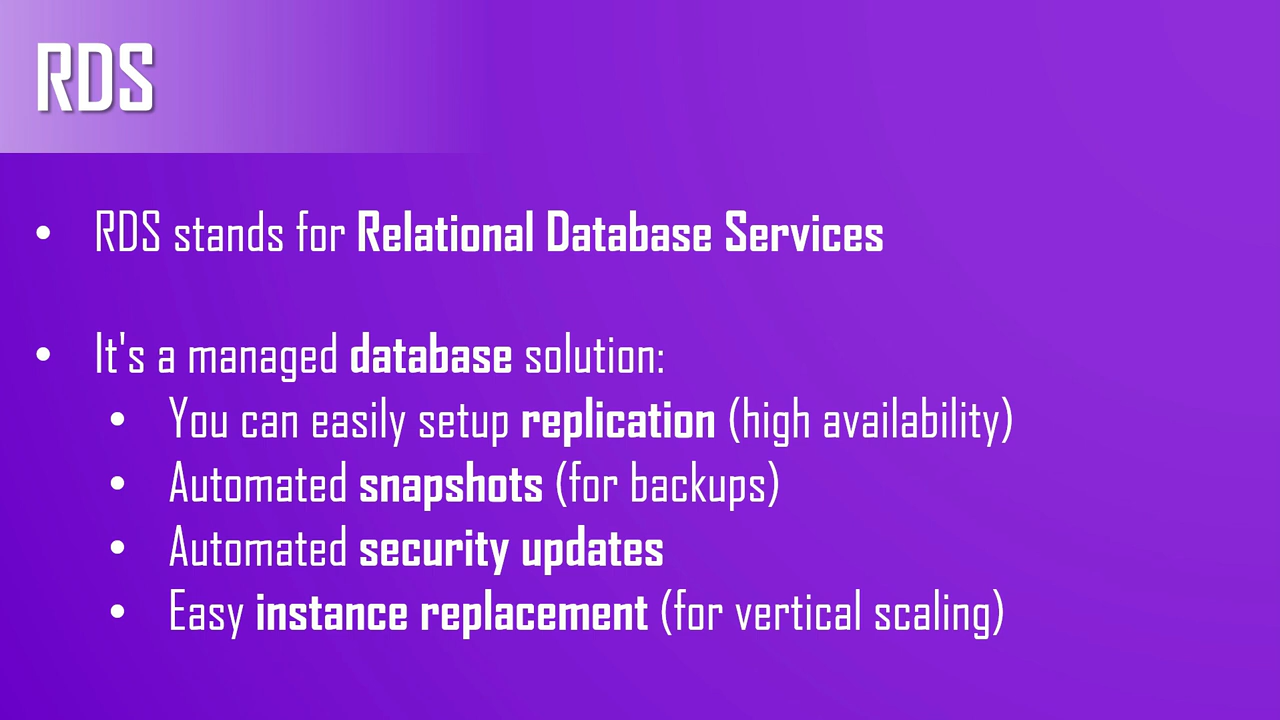 RDS
• RDS stands for Relational Database Services
• It's a managed database solution:
• You can easily setup replication (high availability)
• Automated snapshots (for backups)
• Automated security updates
• Easy instance replacement (for vertical scaling)